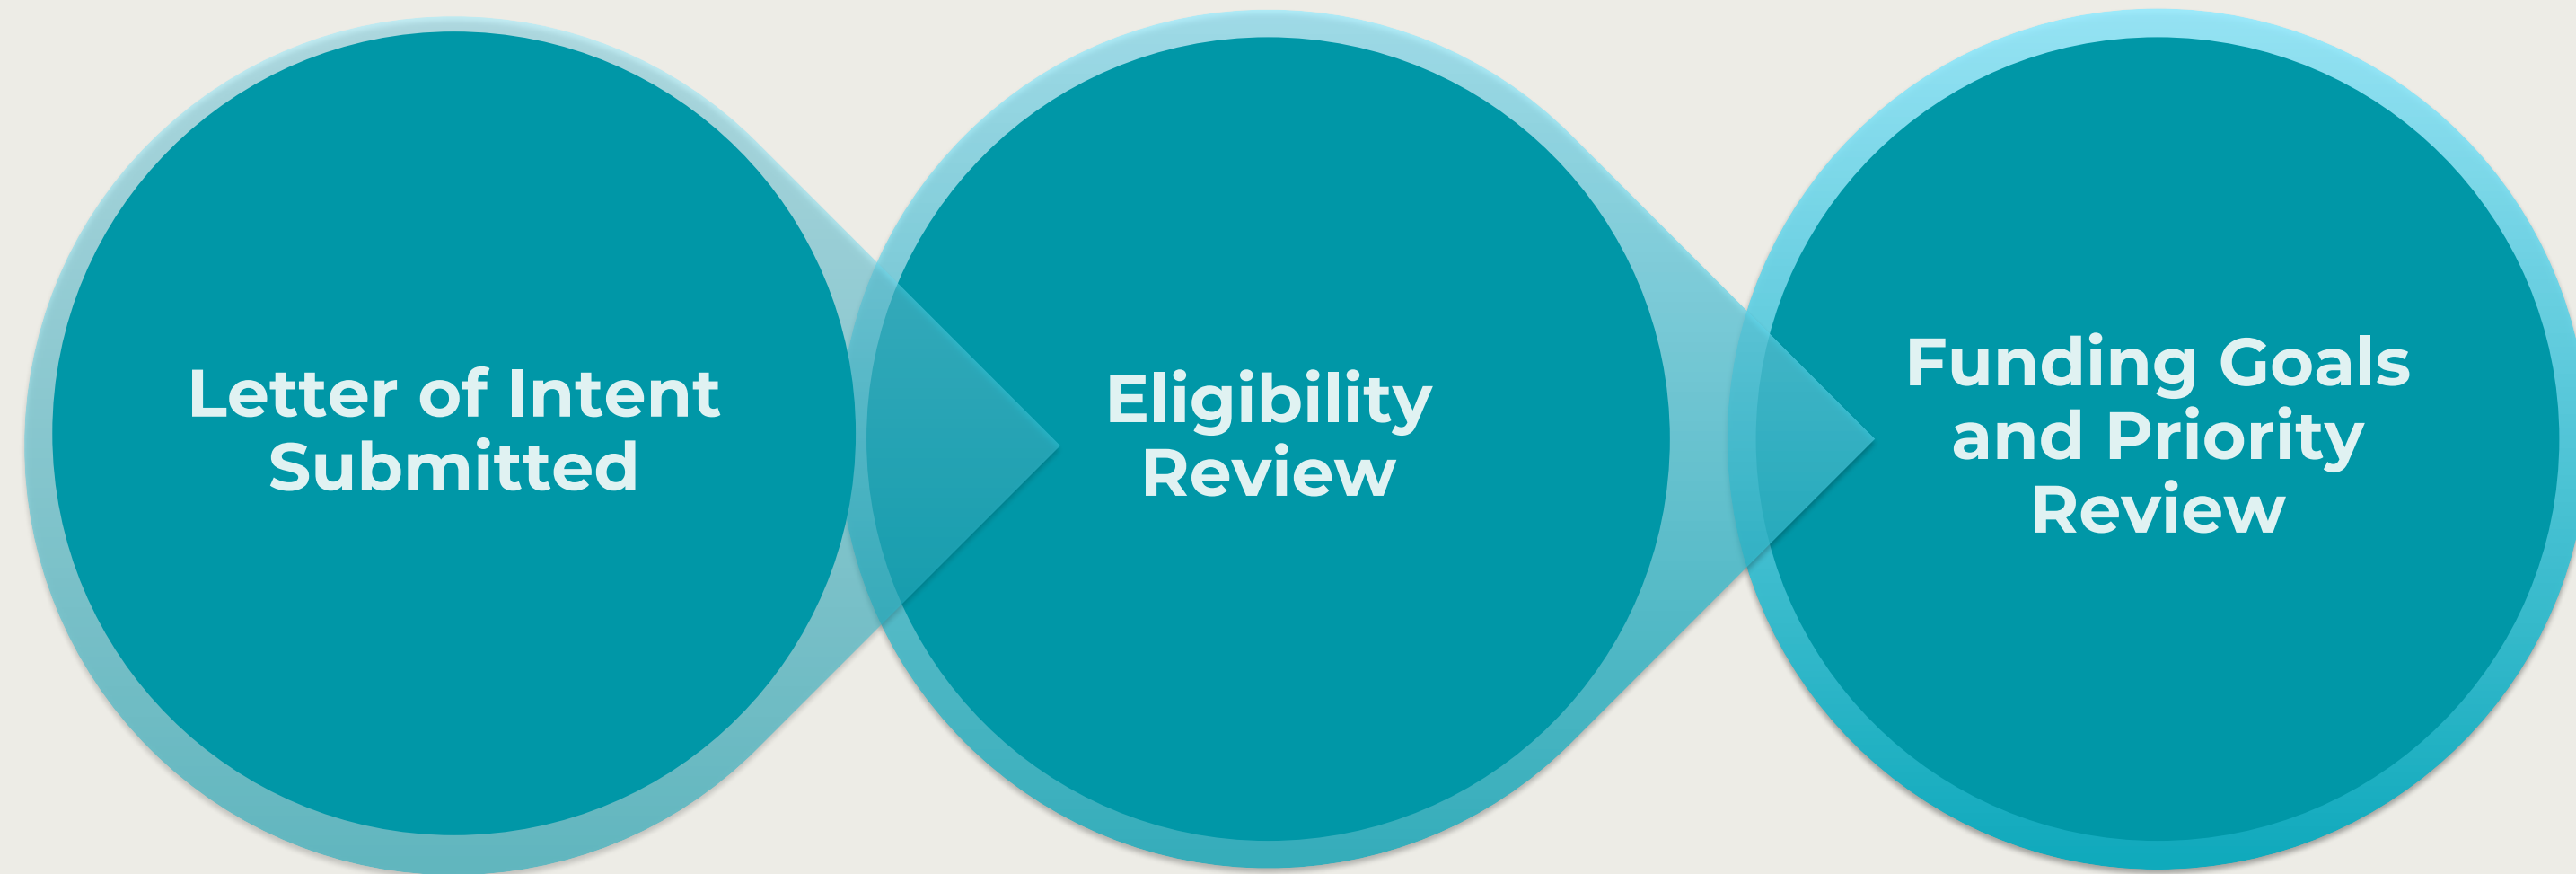 Letter of Intent
Submitted
Eligibility
Review
Funding Goals
and Priority
Review